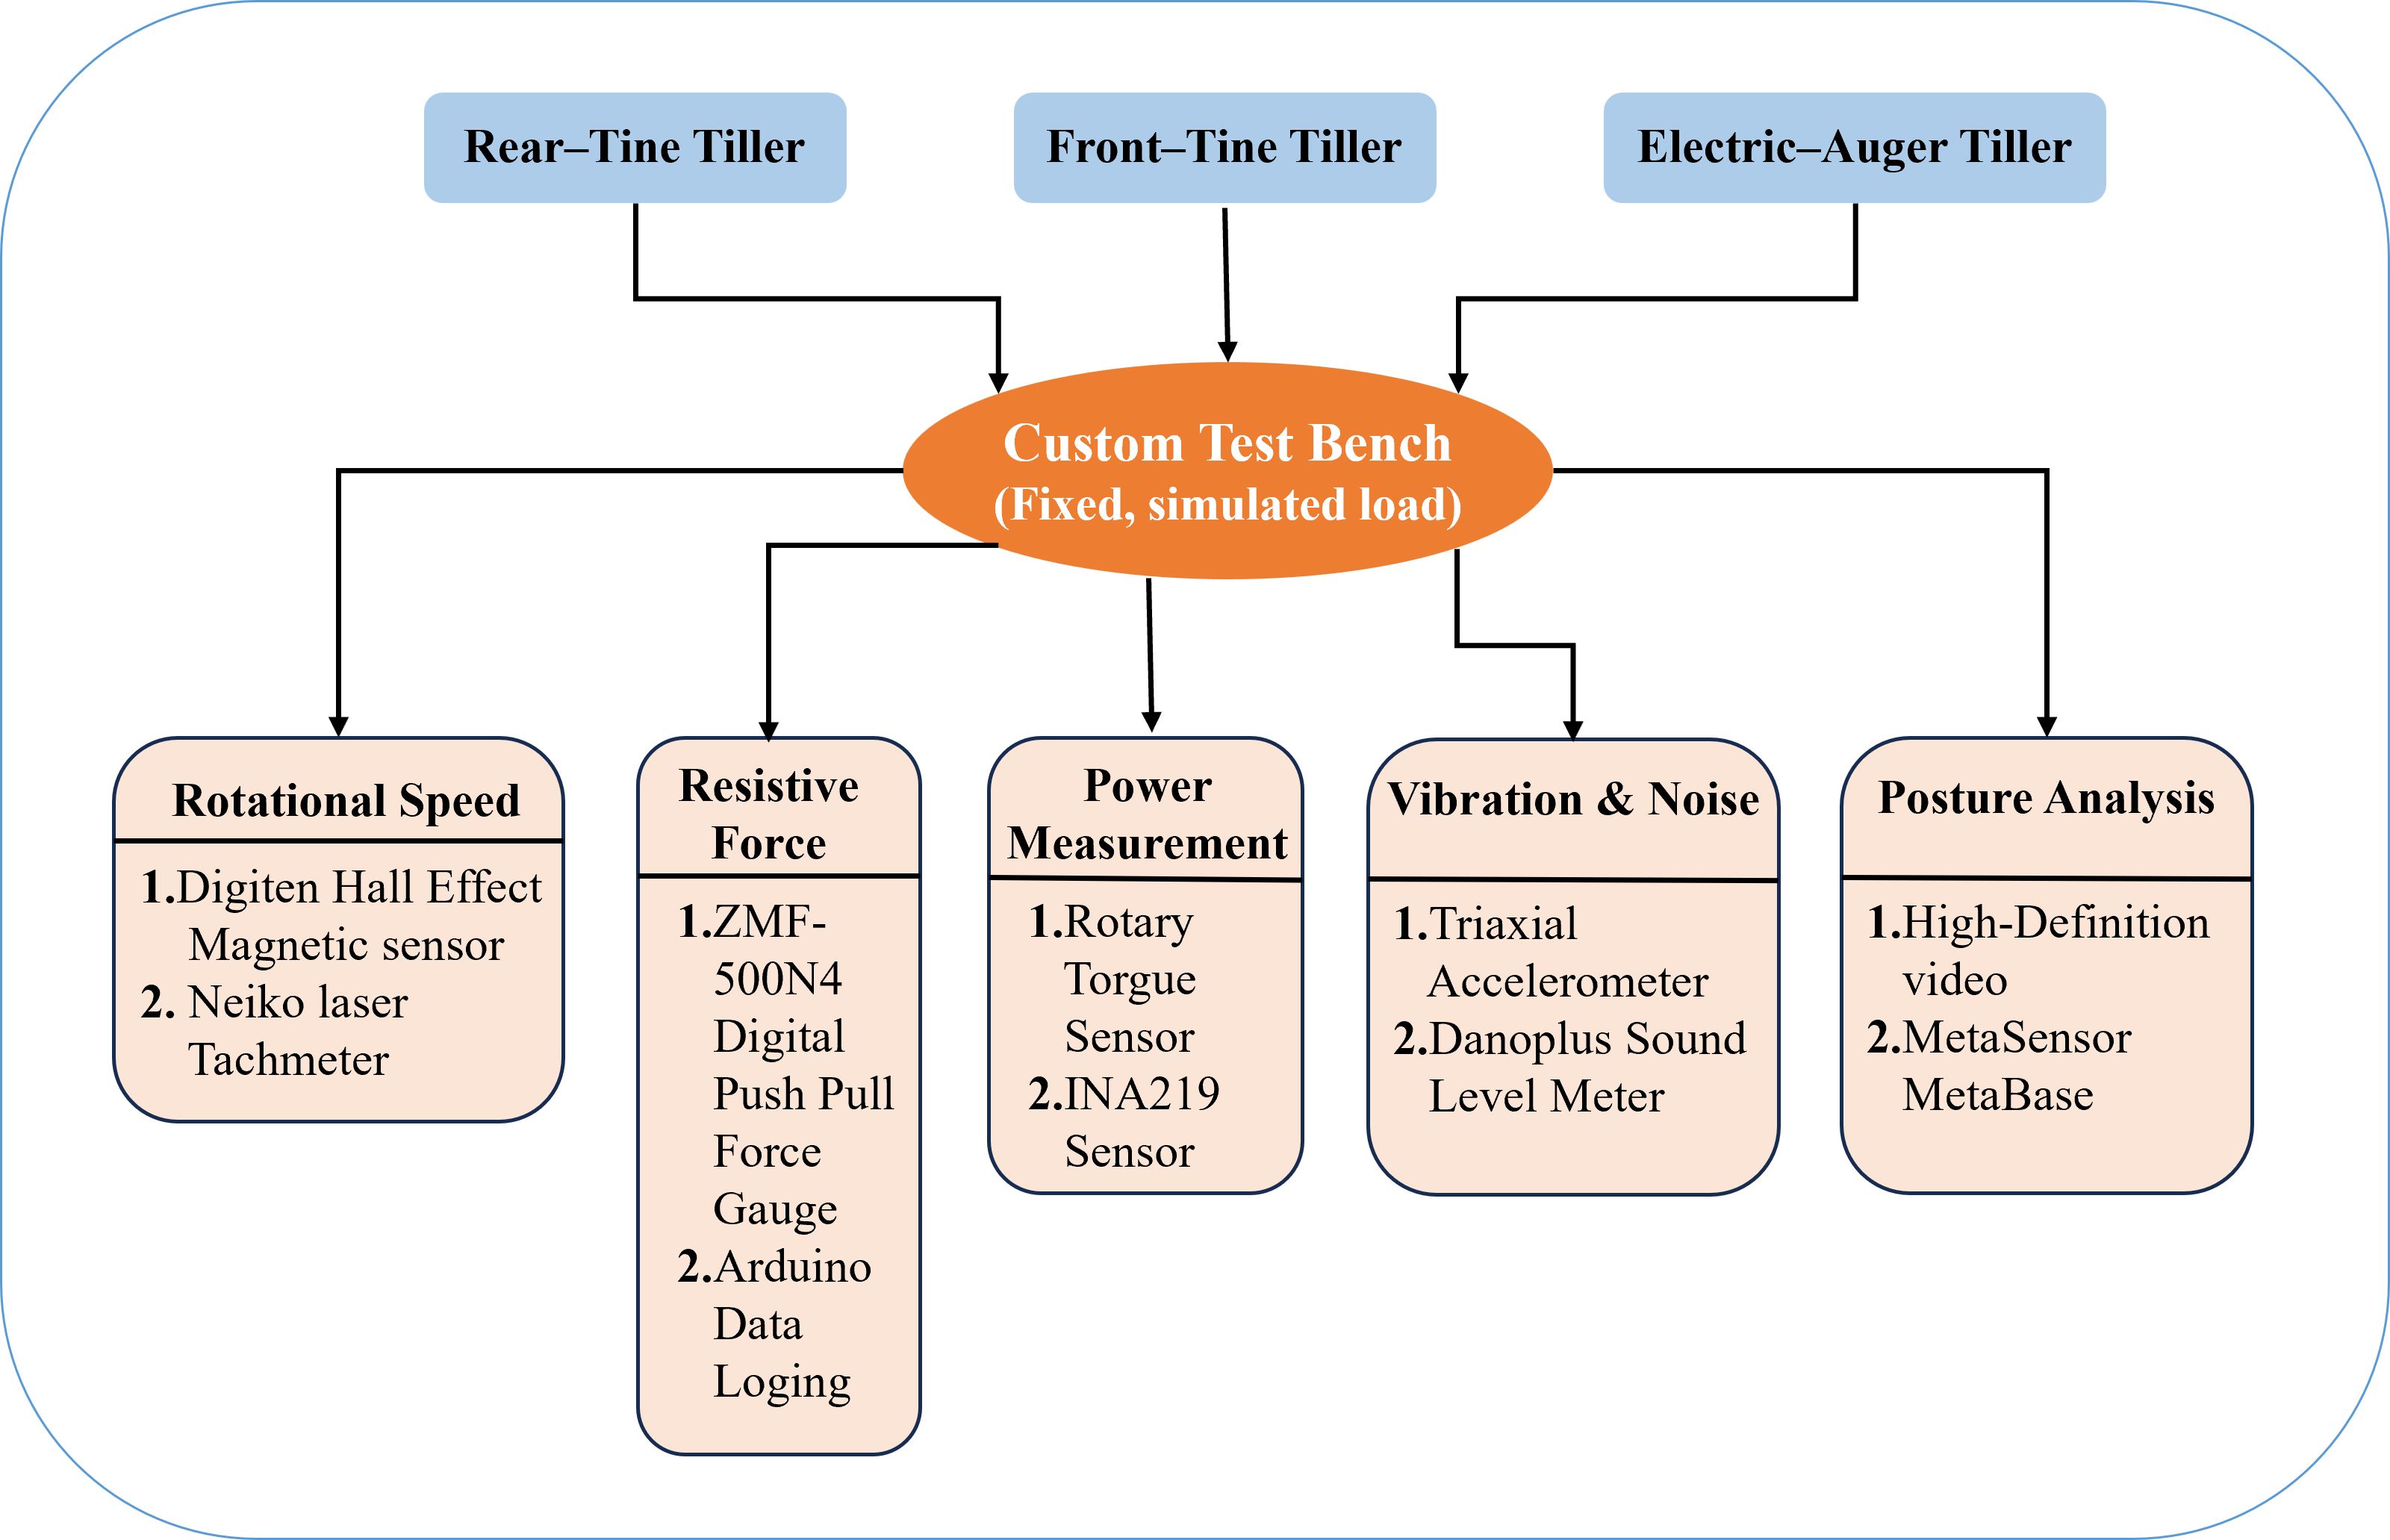 Rear–Tine Tiller
Front–Tine Tiller
Electric–Auger Tiller
Custom Test Bench
(Fixed, simulated load)
Rotational Speed
1.Digiten Hall Effect
Magnetic sensor
2. Neiko laser
Tachmeter
Resistive
Force
1.ZMF-
500N4
Digital
Push Pull
Force
Gauge
2.Arduino
Data
Loging
Power
Measurement
1.Rotary
Torgue
Sensor
2.INA219
Sensor
Vibration & Noise
1.Triaxial
Accelerometer
2.Danoplus Sound
Level Meter
Posture Analysis
1.High-Definition
video
2.MetaSensor
MetaBase